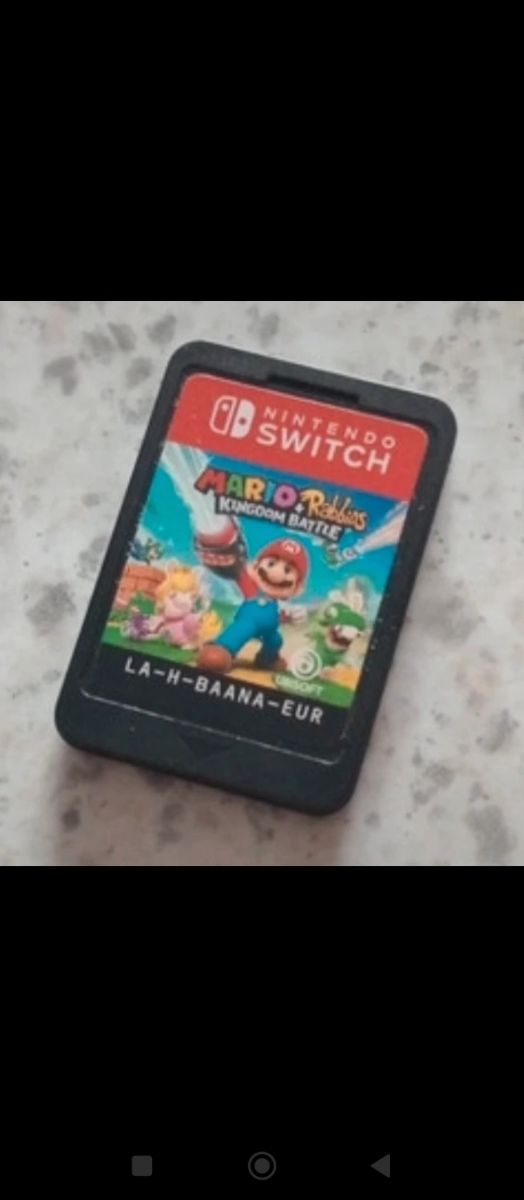 NINTENDO
SWITCH
MARIO + Rabbids
KINGDOM BATTLE
UBISOFT
LA-H-BAANA-EUR